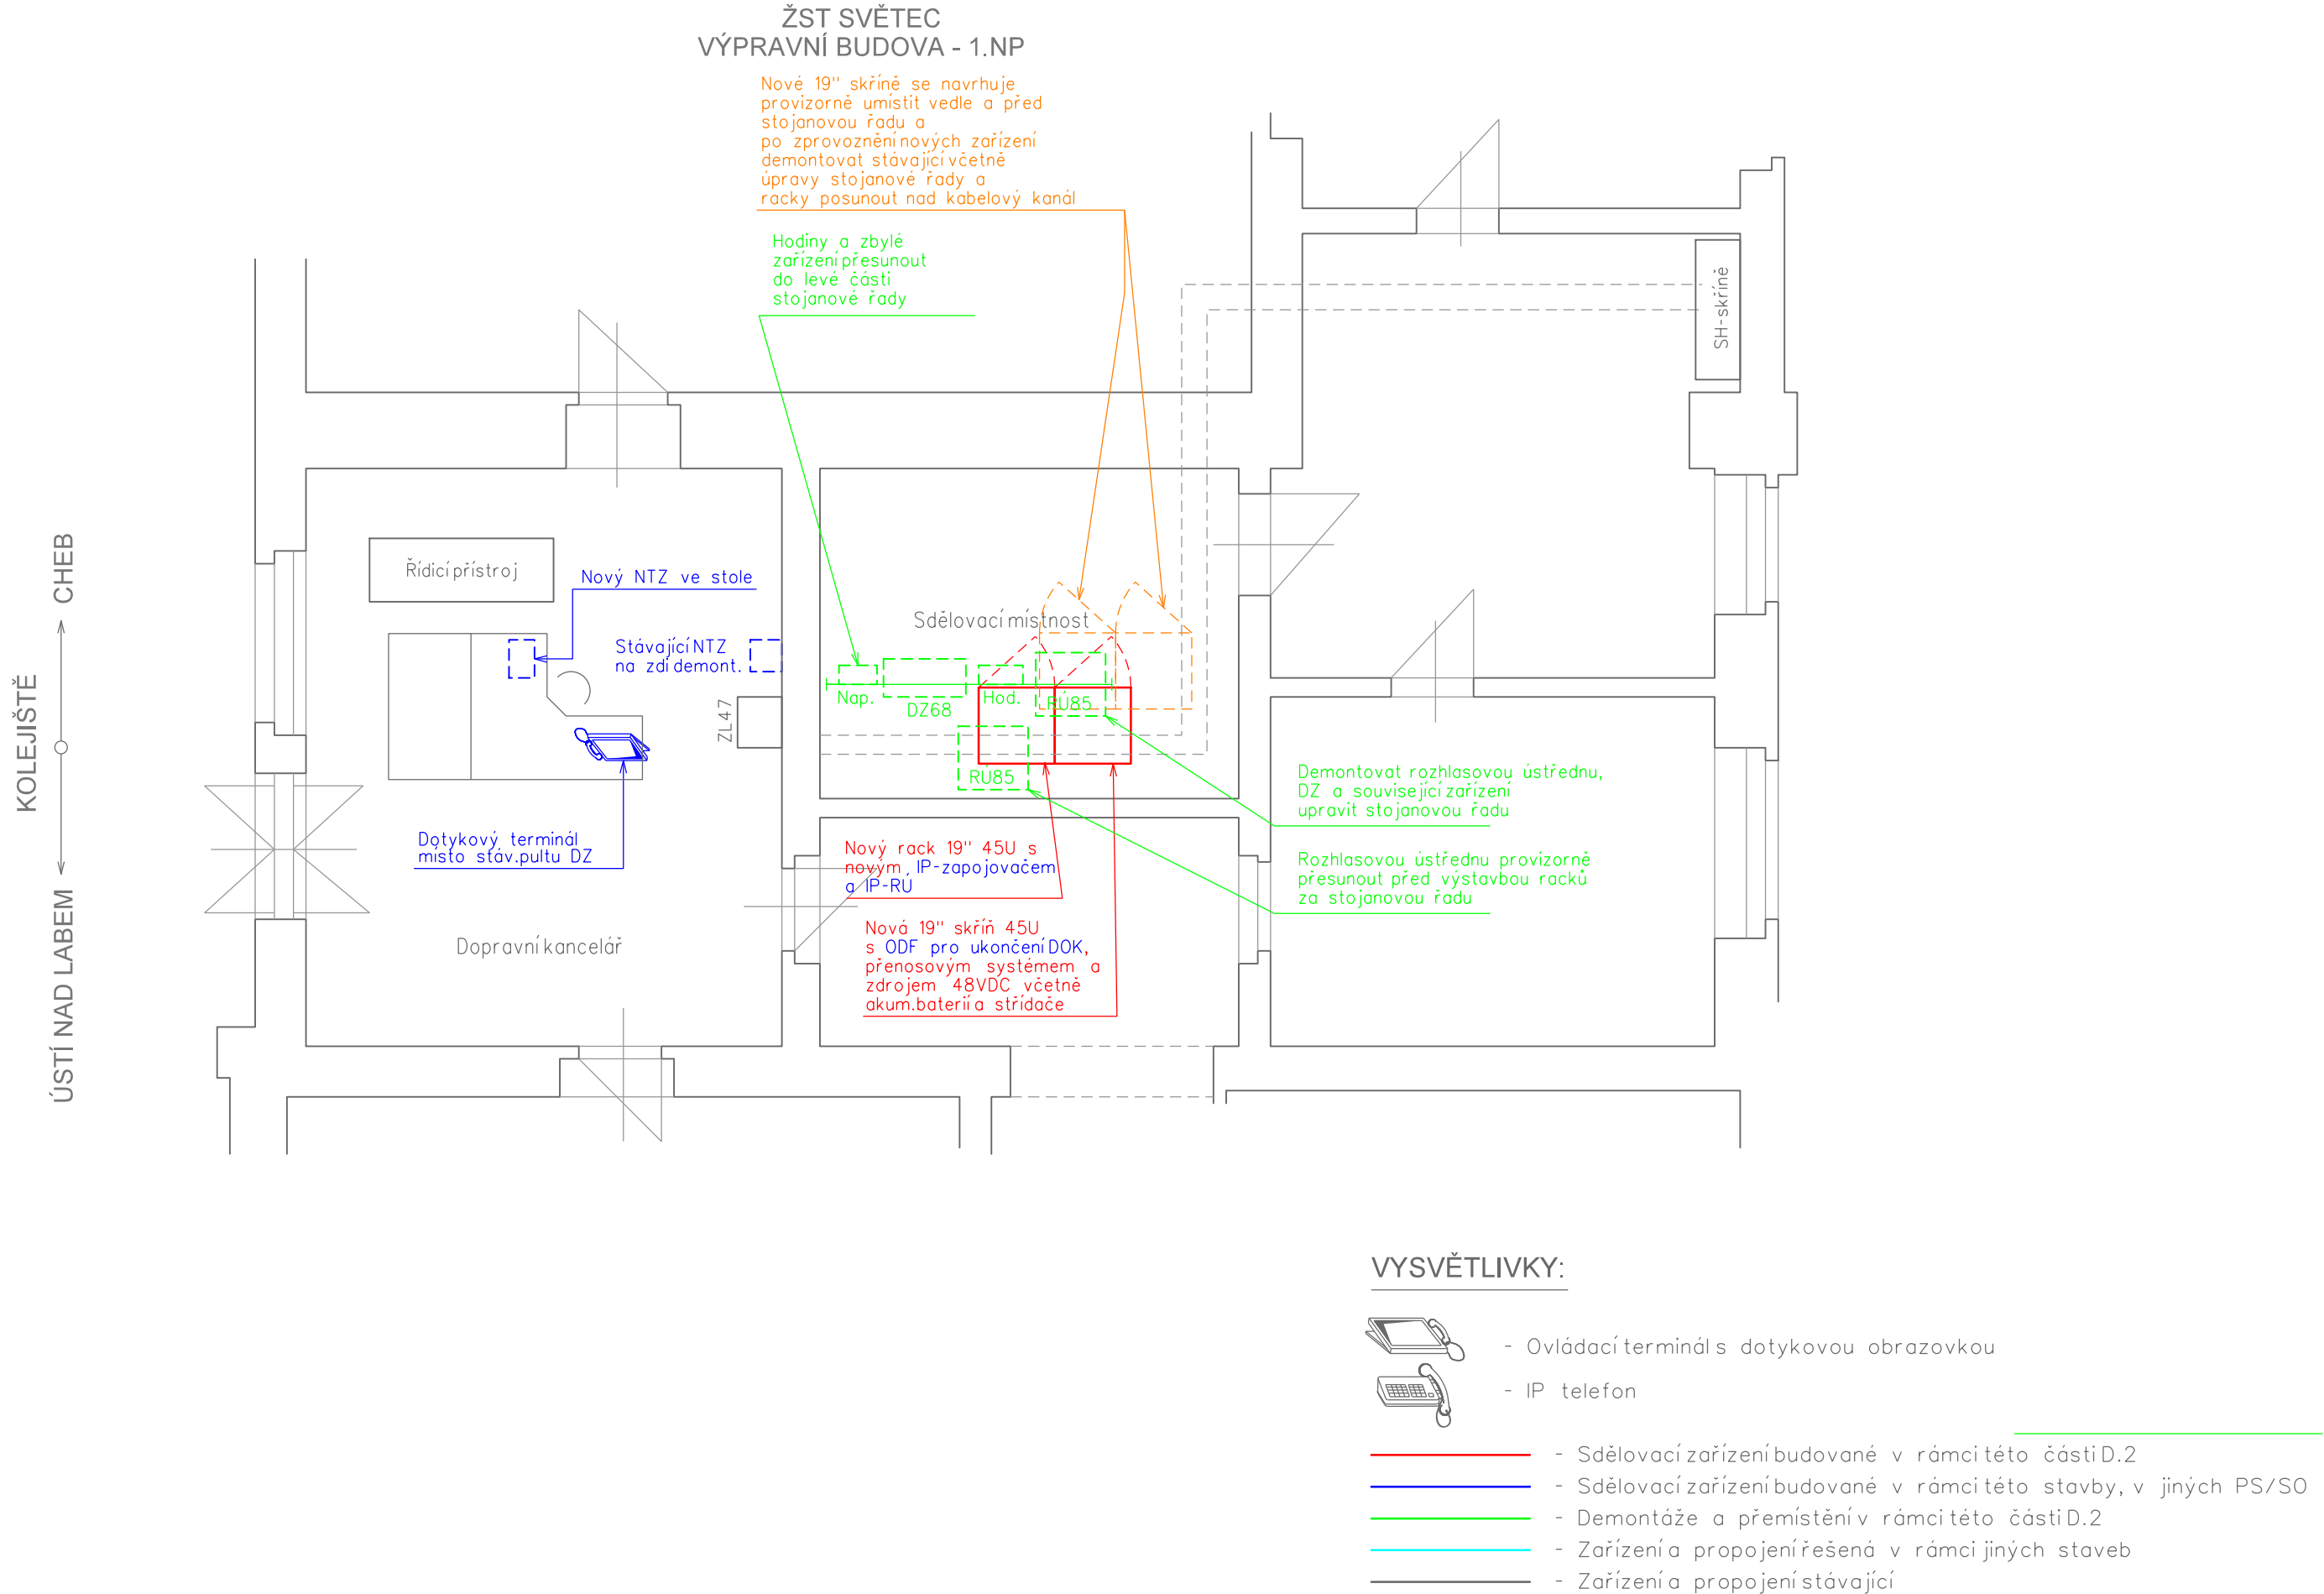 ŽST SVĚTEC
VÝPRAVNÍ BUDOVA - 1.NP
Nové 19" skříně se navrhuje
provizorně umístit vedle a před
stojanovou řadu a
po zprovoznění nových zařízení
demontovat stávající včetně
úpravy stojanové řady a
racky posunout nad kabelový kanál
Hodiny a zbylé
zařízení přesunout
do levé části
stojanové řady
SH-skříně
KOLEJIŠTĚ
CHEB
ÚSTÍ NAD LABEM
Řídicí přístroj
Nový NTZ ve stole
Stávající NTZ
na zdi demont.
ZL47
Sdělovací místnost
Nap.
DZ68
Hod.
RÚ85
RÚ85
Dotykový terminál
místo stáv.pultu DZ
Dopravní kancelář
Nový rack 19" 45U s
novým IP-zapojovačem
a IP-RÚ
Nová 19" skříň 45U
s ODF pro ukončení DOK,
přenosovým systémem a
zdrojem 48VDC včetně
akum.baterií a střídače
Demontovat rozhlasovou ústřednu,
DZ a související zařízení
upravit stojanovou řadu
Rozhlasovou ústřednu provizorně
přesunout před výstavbou racků
za stojanovou řadu
VYSVĚTLIVKY:
- Ovládací terminál s dotykovou obrazovkou
- IP telefon
- Sdělovací zařízení budované v rámci této části D.2
- Sdělovací zařízení budované v rámci této stavby, v jiných PS/SO
- Demontáže a přemístění v rámci této části D.2
- Zařízení a propojení řešená v rámci jiných staveb
- Zařízení a propojení stávající